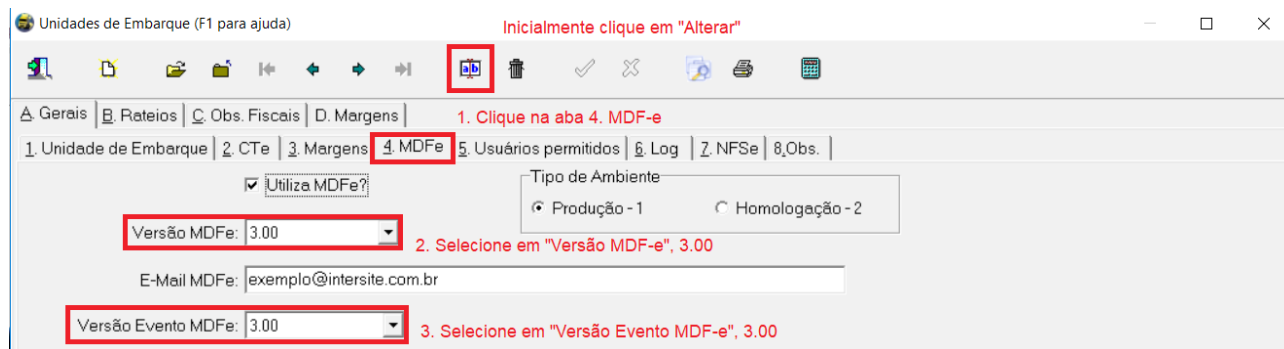 Unidades de Embarque (F1 para ajuda)
Inicialmente clique em "Alterar"
A. Gerais B. Rateios C. Obs. Fiscais D. Margens
1. Clique na aba 4. MDF-e
1. Unidade de Embarque 2. CTe 3. Margens 4. MDFe 5. Usuários permitidos 6. Log 7. NFSe 8,Obs.
Utiliza MDFe?
Tipo de Ambiente
Produção - 1 Homologação - 2
Versão MDFe: 3.00
2. Selecione em "Versão MDF-e", 3.00
E-Mail MDFe: exemplo@intersite.com.br
Versão Evento MDFe: 3.00
3. Selecione em "Versão Evento MDF-e", 3.00